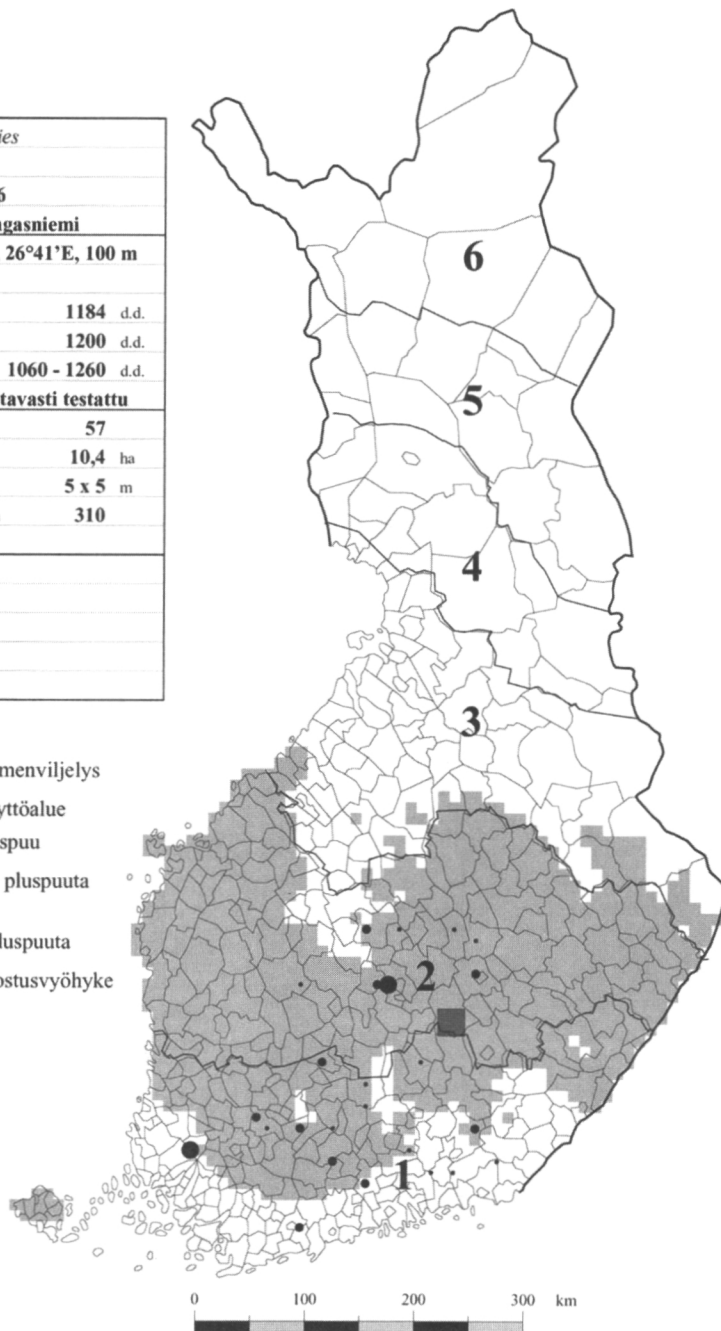 ies
6
ngasniemi
26°41'E, 100 m
1184 d.d.
1200 d.d.
1060 - 1260 d.d.
tavasti testattu
57
10,4 ha
5 x 5 m
310
menviljelys
yttöalue
spuu
pluspuuta
luspuuta
ostusvyöhyke
6
5
4
3
2
1
0 100 200 300 km